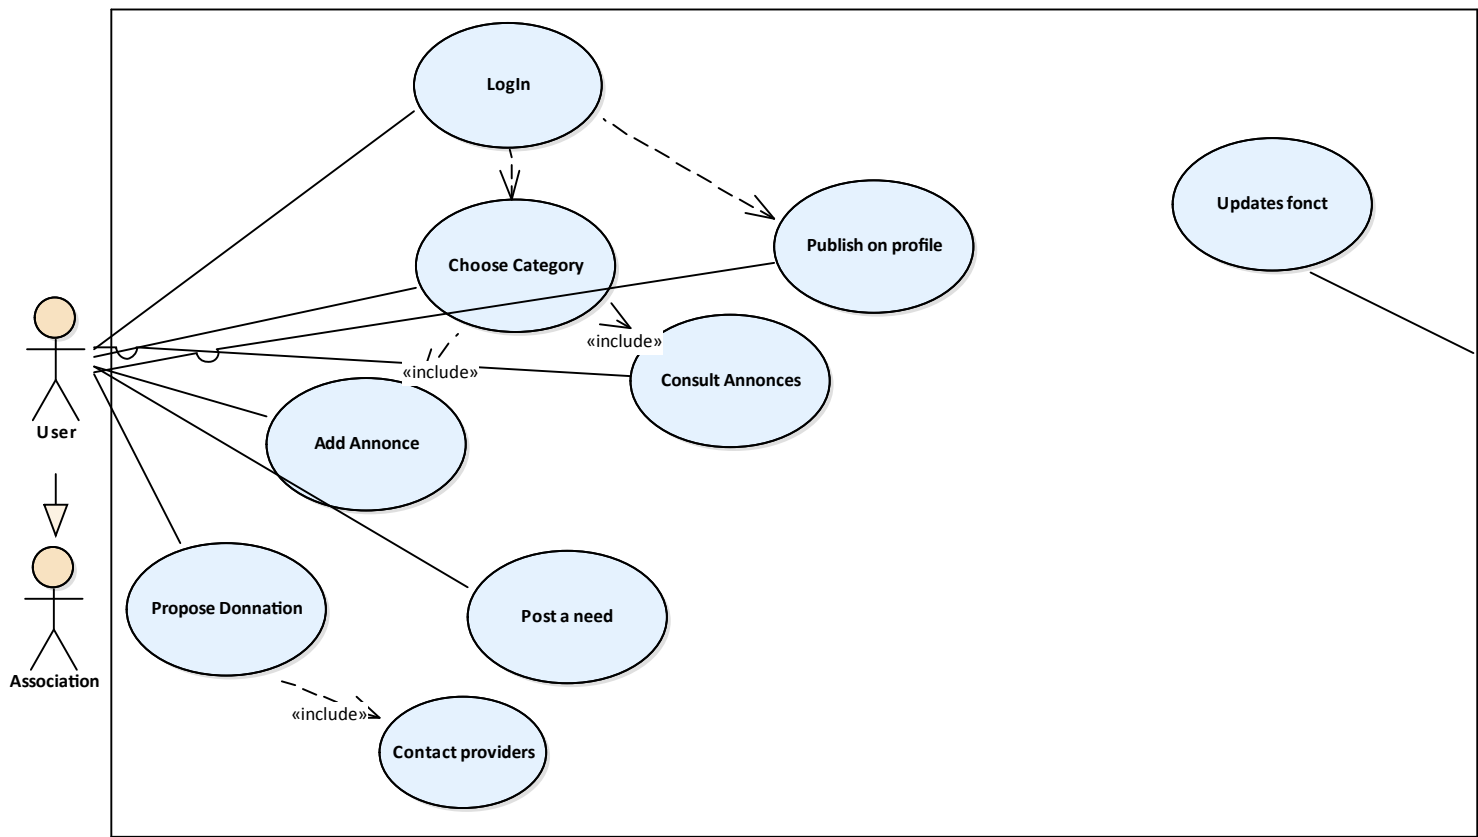 LogIn
Updates fonct
Publish on profile
Choose Category
«include»
«include»
Consult Annonces
User
Add Annonce
Propose Donnation
Post a need
Association
«include»
Contact providers